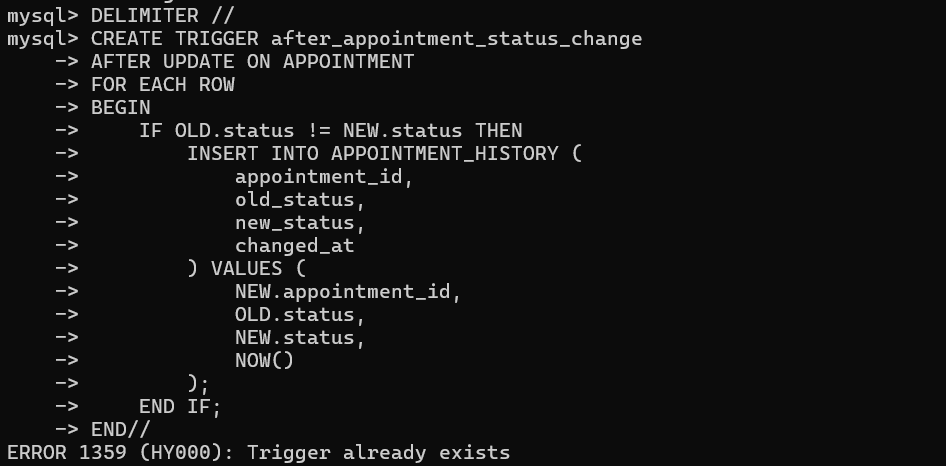 mysql> DELIMITER //
mysql> CREATE TRIGGER after_appointment_status_change
    -> AFTER UPDATE ON APPOINTMENT
    -> FOR EACH ROW
    -> BEGIN
    ->     IF OLD.status != NEW.status THEN
    ->         INSERT INTO APPOINTMENT_HISTORY (
    ->             appointment_id,
    ->             old_status,
    ->             new_status,
    ->             changed_at
    ->         ) VALUES (
    ->             NEW.appointment_id,
    ->             OLD.status,
    ->             NEW.status,
    ->             NOW()
    ->         );
    ->     END IF;
    -> END//
ERROR 1359 (HY000): Trigger already exists